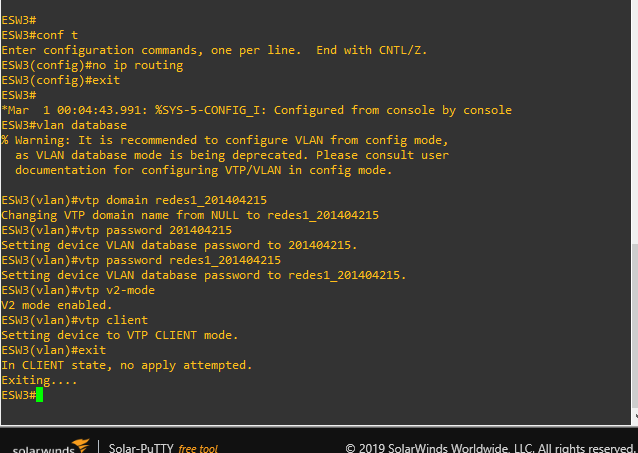 ESW3#
ESW3#conf t
Enter configuration commands, one per line.  End with CNTL/Z.
ESW3(config)#no ip routing
ESW3(config)#exit
ESW3#
*Mar  1 00:04:43.991: %SYS-5-CONFIG_I: Configured from console by console
ESW3#vlan database
% Warning: It is recommended to configure VLAN from config mode,
  as VLAN database mode is being deprecated. Please consult user
  documentation for configuring VTP/VLAN in config mode.
ESW3(vlan)#vtp domain redes1_201404215
Changing VTP domain name from NULL to redes1_201404215
ESW3(vlan)#vtp password 201404215
Setting device VLAN database password to 201404215.
ESW3(vlan)#vtp password redes1_201404215
Setting device VLAN database password to redes1_201404215.
ESW3(vlan)#vtp v2-mode
V2 mode enabled.
ESW3(vlan)#vtp client
Setting device to VTP CLIENT mode.
ESW3(vlan)#exit
In CLIENT state, no apply attempted.
Exiting....
ESW3#
solarwinds | Solar-PuTTY free tool © 2019 SolarWinds Worldwide, LLC. All rights reserved.